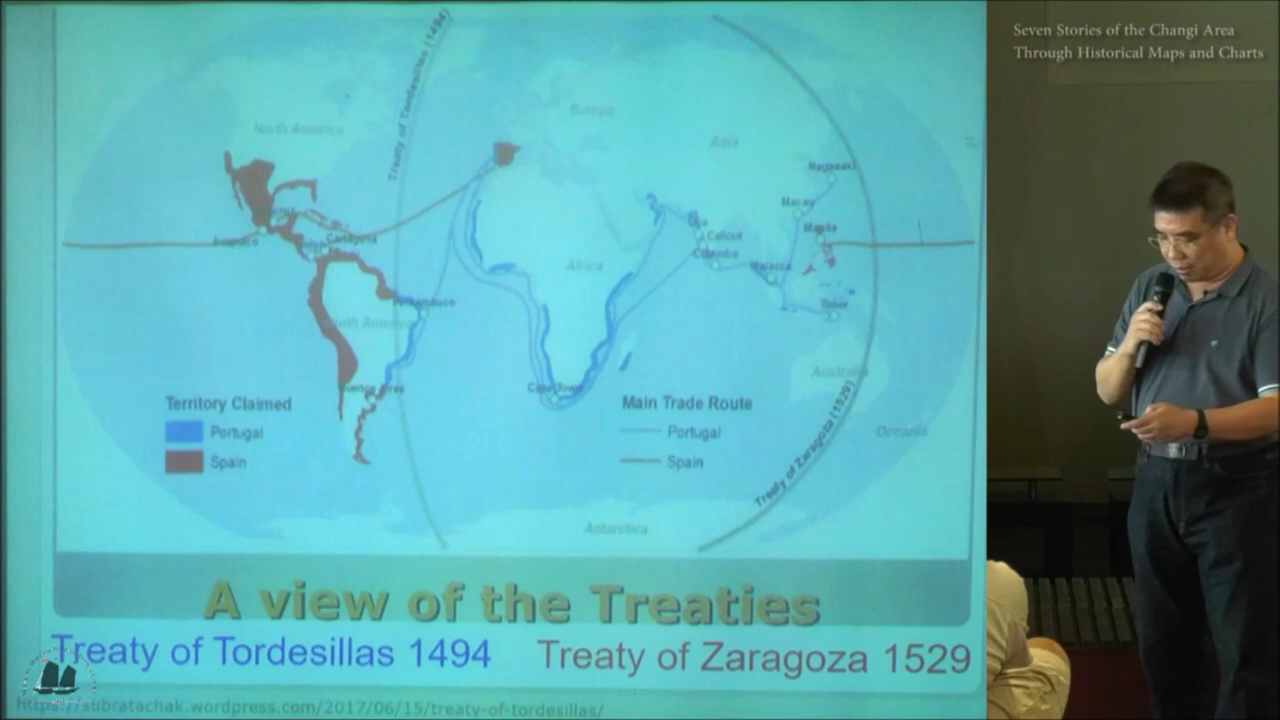 Seven Stories of the Changi Area
Through Historical Maps and Charts
Treaty of Tordesillas (1494)
North America
Europe
Asia
Nagasaki
Macau
Manila
Acapulco
Cartagena
Goa
Calicut
Colombo
Malacca
Africa
Pernambuco
South America
Timor
Australia
Buenos Aires
Cape Town
Territory Claimed
Portugal
Spain
Main Trade Route
Portugal
Spain
Oceania
Treaty of Zaragoza (1529)
Antarctica
A view of the Treaties
Treaty of Tordesillas 1494
Treaty of Zaragoza 1529
https://subratachak.wordpress.com/2017/06/15/treaty-of-tordesillas/